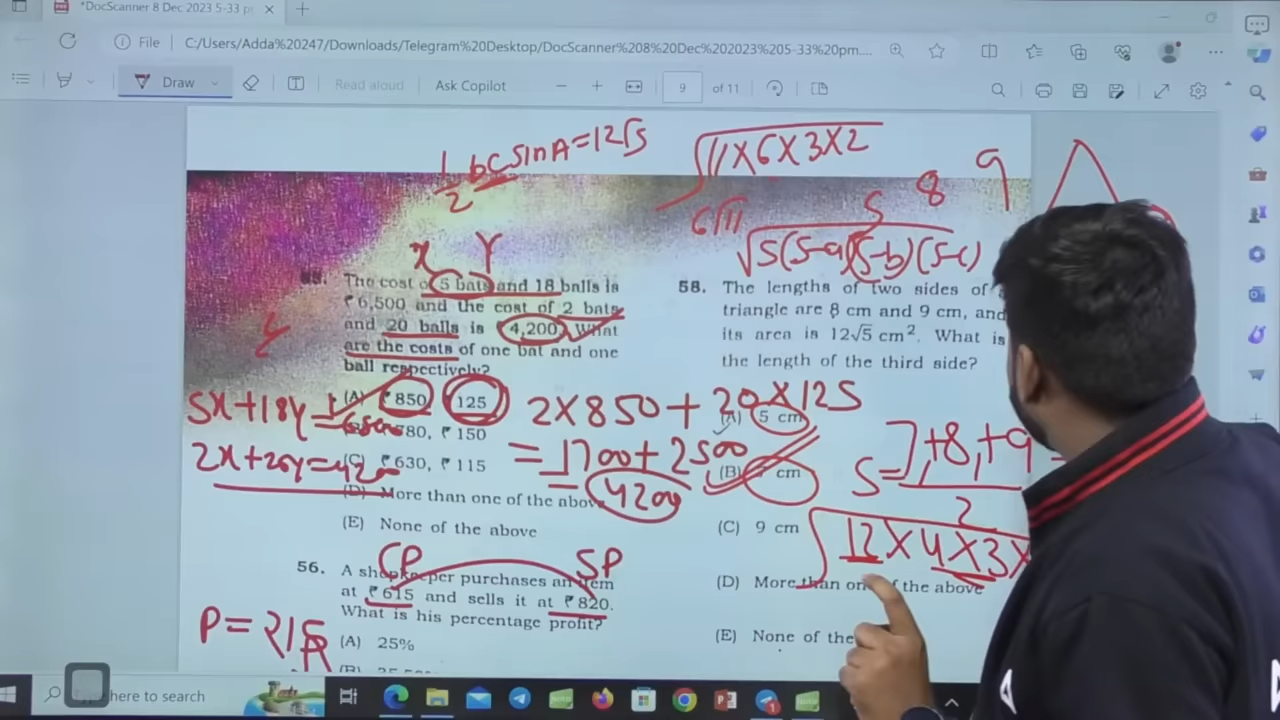 *DocScanner 8 Dec 2023 5-33 p
File
C:/Users/Adda%20247/Downloads/Telegram%20Desktop/DocScanner%208%20Dec%202023%205-33%20pm....
Draw
Read aloud
Ask Copilot
9
of 11
1/2 bc sinA=12√5
√11×6×3×2
6√11
S 8 9
√S(S-a)(S-b)(S-c)
x y
The cost of 5 bats and 18 balls is
₹6,500 and the cost of 2 bats
and 20 balls is 4,200. What
are the costs of one bat and one
ball respectively?
(A) ₹850 125
80, ₹150
(C) ₹630, ₹115
(D) More than one of the above
(E) None of the above
5x+18y=6500
2x+20y=42
2×850+20×125
=1700+2500
=4200
56. A shopkeeper purchases an item
at ₹615 and sells it at ₹820.
What is his percentage profit?
(A) 25%
CP SP
P=215
58. The lengths of two sides of
triangle are 8 cm and 9 cm, and
its area is 12√5 cm². What is
the length of the third side?
(A) 5 cm
(B) cm
(C) 9 cm
(D) More than one of the above
(E) None of the
S=7+8+9
2
√12×4×3×
here to search